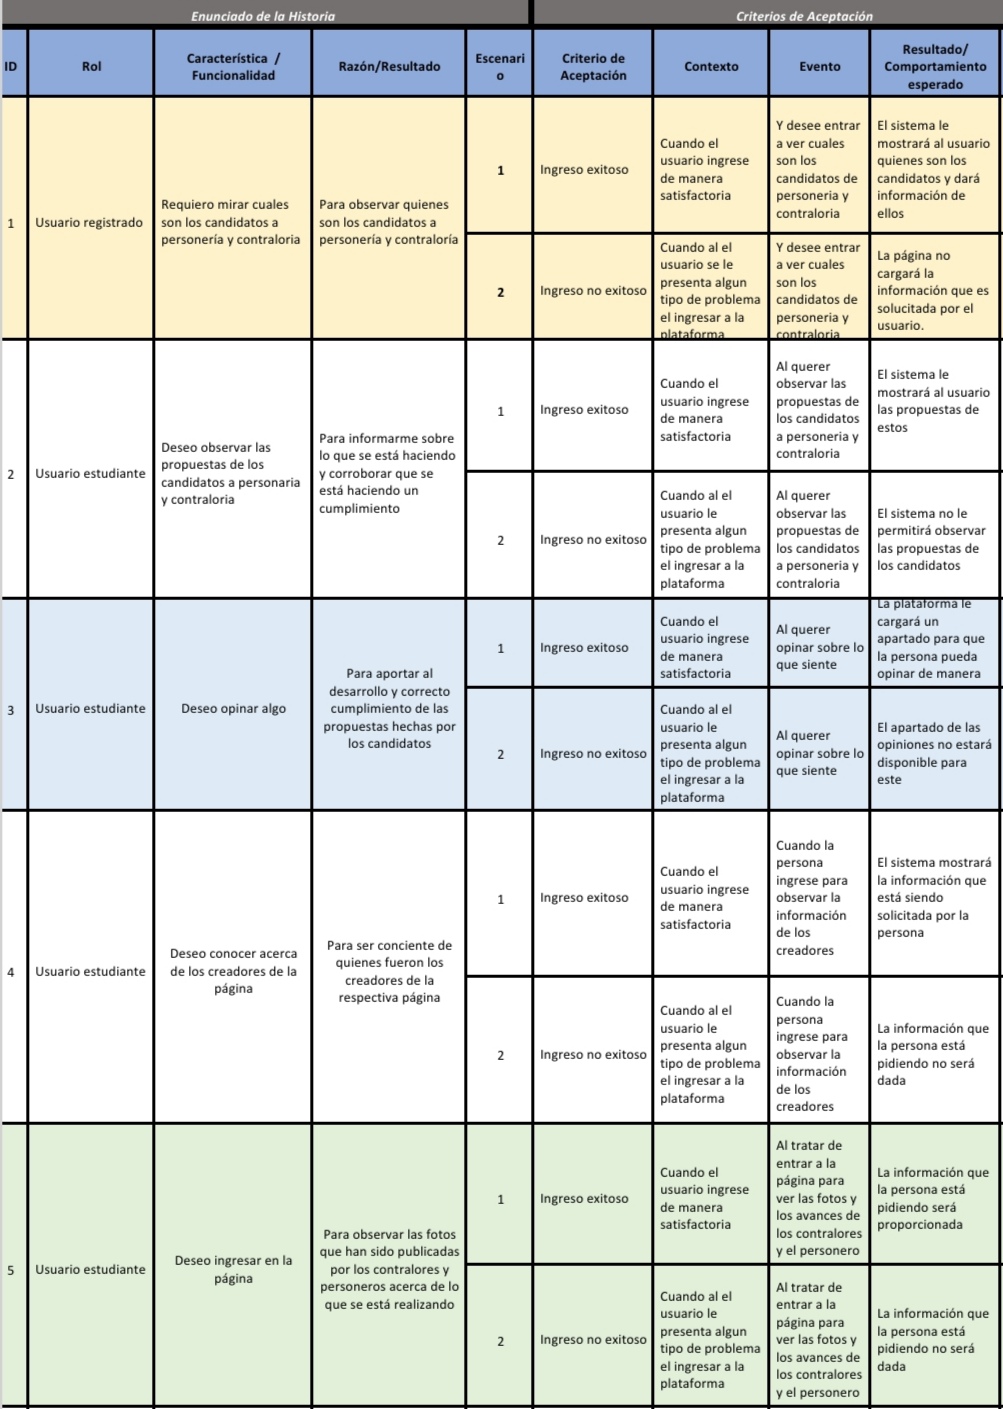 Enunciado de la Historia
Criterios de Aceptación
ID
Rol
Característica /
Funcionalidad
Razón/Resultado
Escenari
o
Criterio de
Aceptación
Contexto
Evento
Resultado/
Comportamiento
esperado
1
Usuario registrado
Requiero mirar cuales
son los candidatos a
personería y contraloria
Para observar quienes
son los candidatos a
personería y contraloría
1
Ingreso exitoso
Cuando el
usuario ingrese
de manera
satisfactoria
Y desee entrar
a ver cuales
son los
candidatos de
personeria y
contraloria
El sistema le
mostrará al usuario
quienes son los
candidatos y dará
información de
ellos
2
Ingreso no exitoso
Cuando al el
usuario se le
presenta algun
tipo de problema
el ingresar a la
plataforma
Y desee entrar
a ver cuales
son los
candidatos de
personeria y
contraloria
La página no
cargará la
información que es
solucitada por el
usuario.
2
Usuario estudiante
Deseo observar las
propuestas de los
candidatos a personaria
y contraloria
Para informarme sobre
lo que se está haciendo
y corroborar que se
está haciendo un
cumplimiento
1
Ingreso exitoso
Cuando el
usuario ingrese
de manera
satisfactoria
Al querer
observar las
propuestas de
los candidatos
a personeria y
contraloria
El sistema le
mostrará al usuario
las propuestas de
estos
2
Ingreso no exitoso
Cuando al el
usuario le
presenta algun
tipo de problema
el ingresar a la
plataforma
Al querer
observar las
propuestas de
los candidatos
a personeria y
contraloria
El sistema no le
permitirá observar
las propuestas de
los candidatos
3
Usuario estudiante
Deseo opinar algo
Para aportar al
desarrollo y correcto
cumplimiento de las
propuestas hechas por
los candidatos
1
Ingreso exitoso
Cuando el
usuario ingrese
de manera
satisfactoria
Al querer
opinar sobre lo
que siente
La plataforma le
cargará un
apartado para que
la persona pueda
opinar de manera
2
Ingreso no exitoso
Cuando al el
usuario le
presenta algun
tipo de problema
el ingresar a la
plataforma
Al querer
opinar sobre lo
que siente
El apartado de las
opiniones no estará
disponible para
este
4
Usuario estudiante
Deseo conocer acerca
de los creadores de la
página
Para ser conciente de
quienes fueron los
creadores de la
respectiva página
1
Ingreso exitoso
Cuando el
usuario ingrese
de manera
satisfactoria
Cuando la
persona
ingrese para
observar la
información
de los
creadores
El sistema mostrará
la información que
está siendo
solicitada por la
persona
2
Ingreso no exitoso
Cuando al el
usuario le
presenta algun
tipo de problema
el ingresar a la
plataforma
Cuando la
persona
ingrese para
observar la
información
de los
creadores
La información que
la persona está
pidiendo no será
dada
5
Usuario estudiante
Deseo ingresar en la
página
Para observar las fotos
que han sido publicadas
por los contralores y
personeros acerca de lo
que se está realizando
1
Ingreso exitoso
Cuando el
usuario ingrese
de manera
satisfactoria
Al tratar de
entrar a la
página para
ver las fotos y
los avances de
los contralores
y el personero
La información que
la persona está
pidiendo será
proporcionada
2
Ingreso no exitoso
Cuando al el
usuario le
presenta algun
tipo de problema
el ingresar a la
plataforma
Al tratar de
entrar a la
página para
ver las fotos y
los avances de
los contralores
y el personero
La información que
la persona está
pidiendo no será
dada